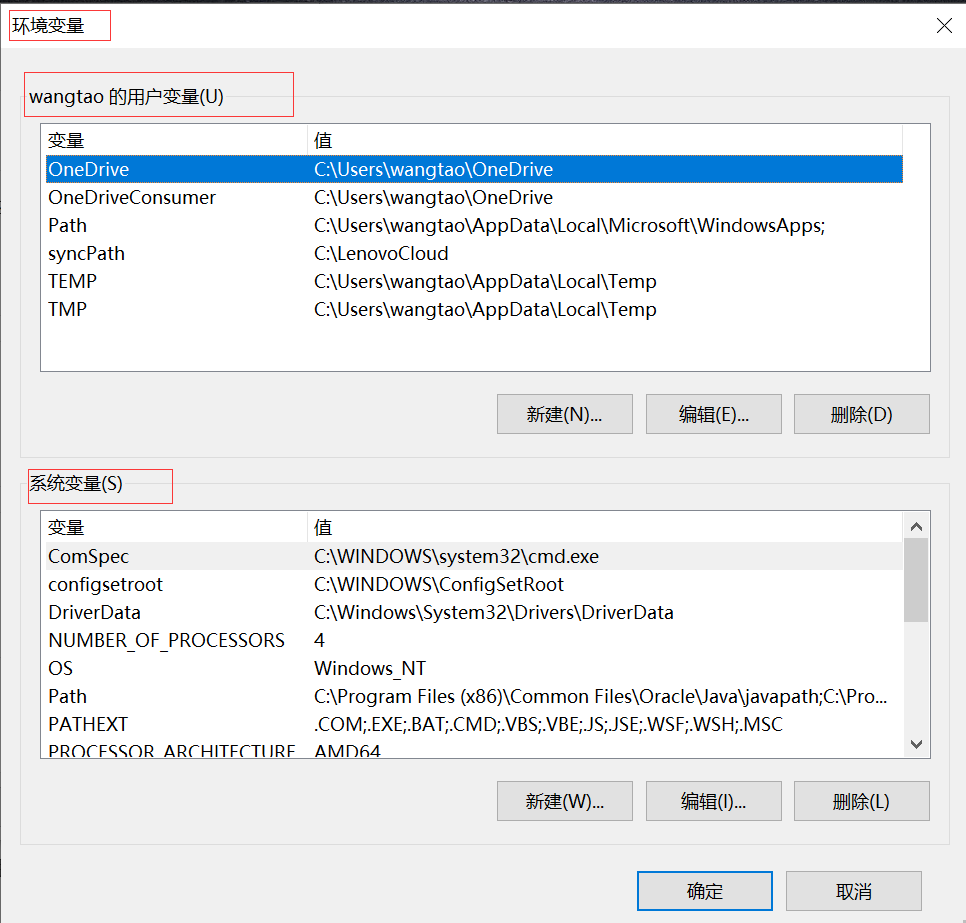 环境变量
wangtao 的用户变量(U)
变量 值
OneDrive C:\Users\wangtao\OneDrive
OneDriveConsumer C:\Users\wangtao\OneDrive
Path C:\Users\wangtao\AppData\Local\Microsoft\WindowsApps;
syncPath C:\LenovoCloud
TEMP C:\Users\wangtao\AppData\Local\Temp
TMP C:\Users\wangtao\AppData\Local\Temp
新建(N)... 编辑(E)... 删除(D)
系统变量(S)
变量 值
ComSpec C:\WINDOWS\system32\cmd.exe
configsetroot C:\WINDOWS\ConfigSetRoot
DriverData C:\Windows\System32\Drivers\DriverData
NUMBER_OF_PROCESSORS 4
OS Windows_NT
Path C:\Program Files (x86)\Common Files\Oracle\Java\javapath;C:\Pro...
PATHEXT .COM;.EXE;.BAT;.CMD;.VBS;.VBE;.JS;.JSE;.WSF;.WSH;.MSC
PROCESSOR_ARCHITECTURE AMD64
新建(W)... 编辑(I)... 删除(L)
确定 取消